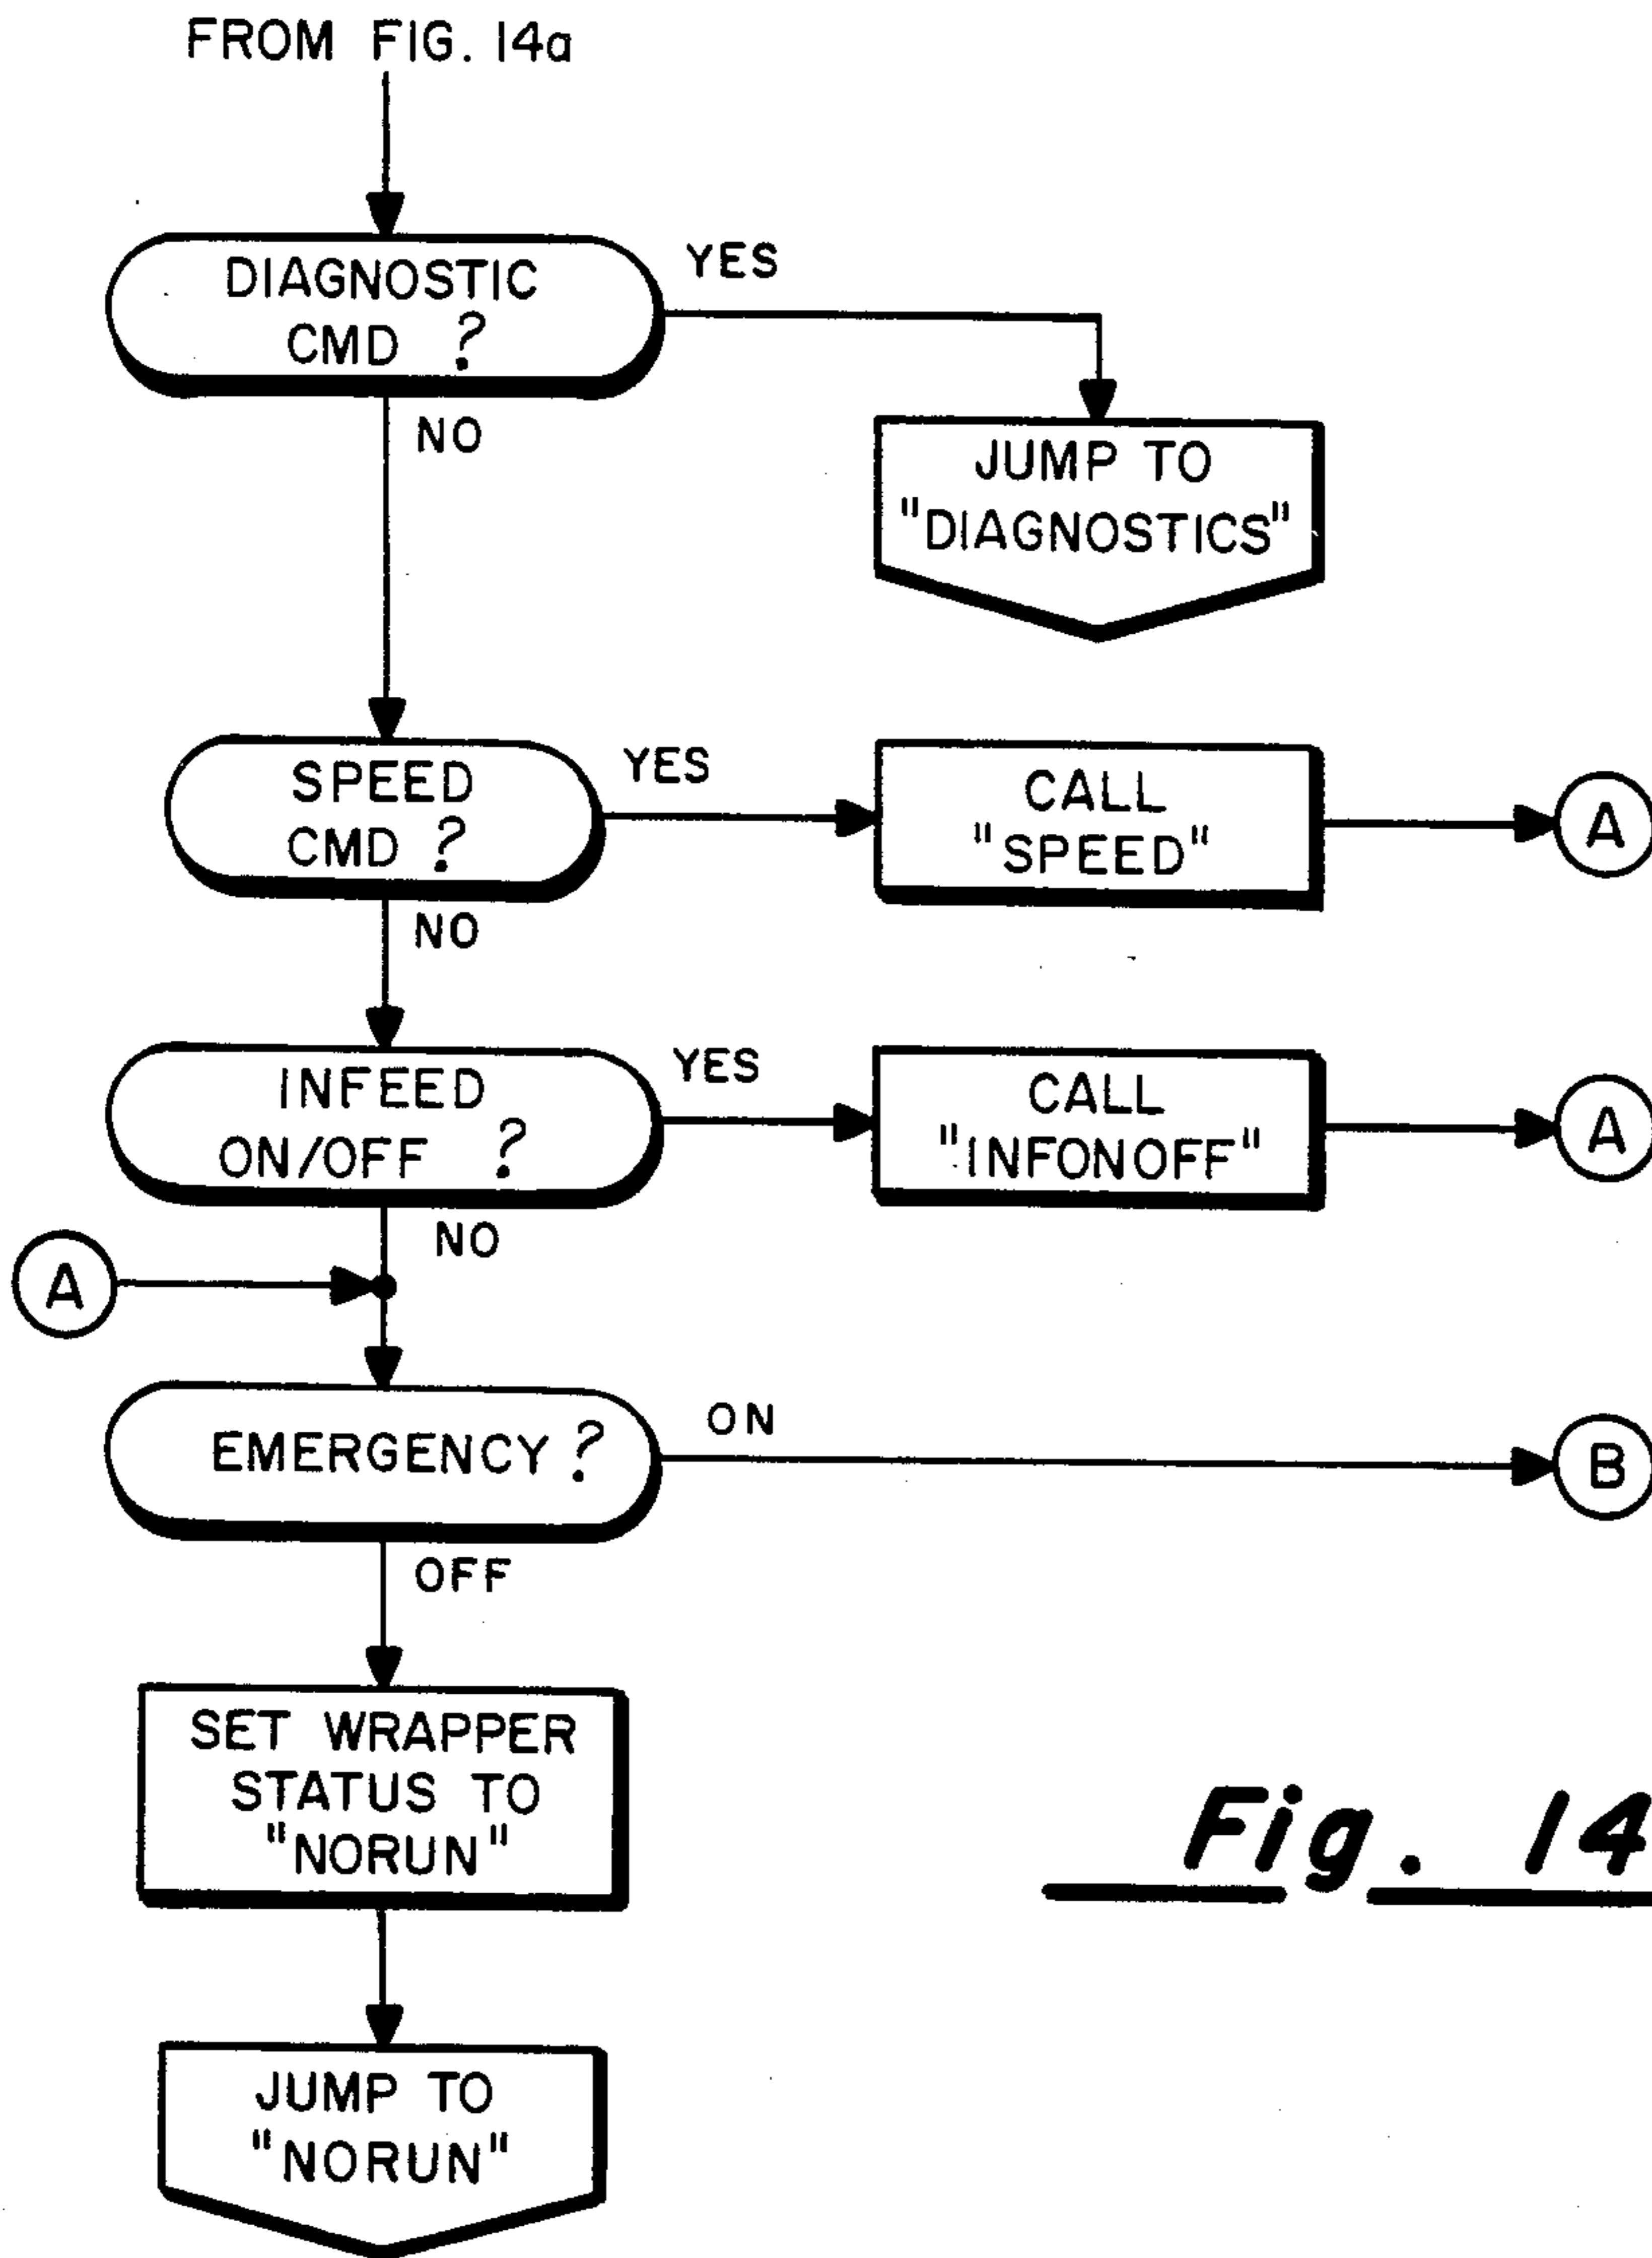 FROM FIG. 14a
DIAGNOSTIC
CMD ?
YES
NO
JUMP TO
"DIAGNOSTICS"
SPEED
CMD ?
YES
NO
CALL
"SPEED"
A
INFEED
ON/OFF ?
YES
NO
CALL
"INFONOFF"
A
A
EMERGENCY ?
ON
B
OFF
SET WRAPPER
STATUS TO
"NORUN"
Fig. 14
JUMP TO
"NORUN"